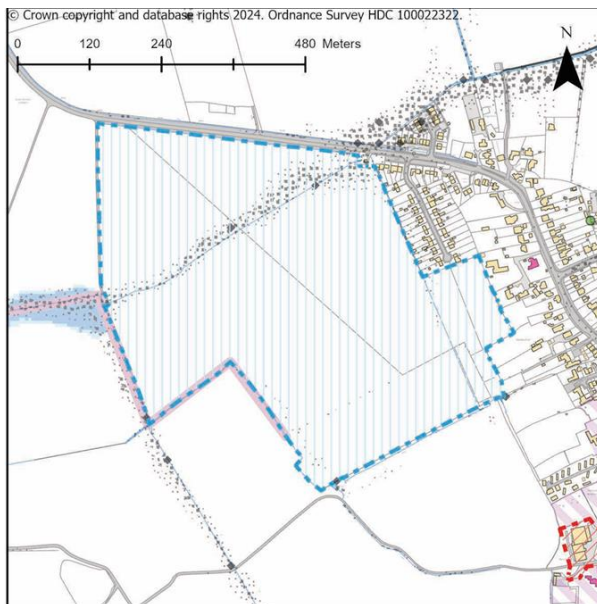 © Crown copyright and database rights 2024. Ordnance Survey HDC 100022322.
0 120 240 480 Meters
N